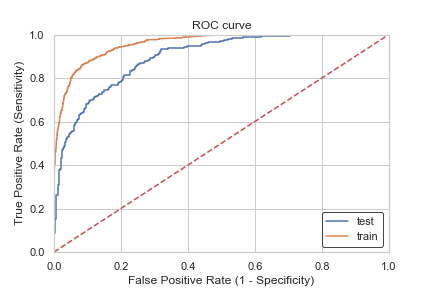 ROC curve
True Positive Rate (Sensitivity)
1.0
0.8
0.6
0.4
0.2
0.0
test
train
0.0 0.2 0.4 0.6 0.8 1.0
False Positive Rate (1 - Specificity)